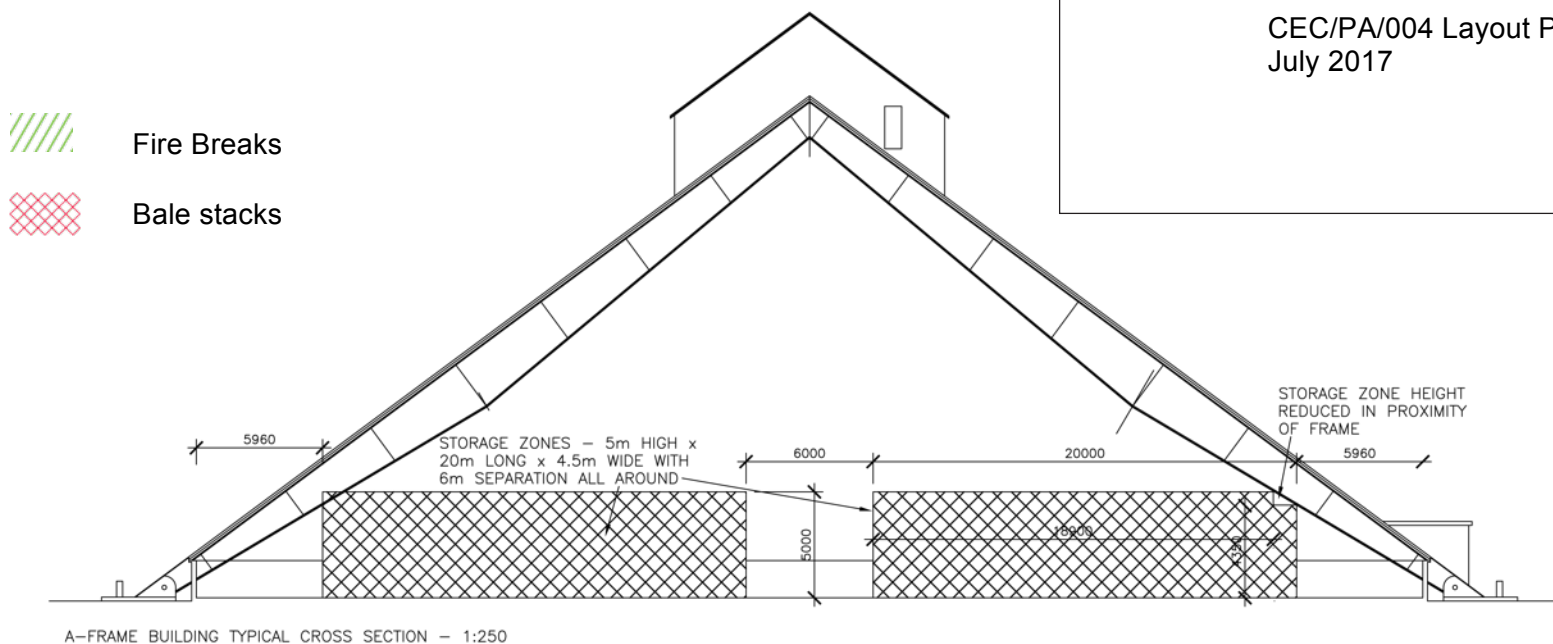 CEC/PA/004 Layout P
July 2017
Fire Breaks
Bale stacks
STORAGE ZONE HEIGHT
REDUCED IN PROXIMITY
OF FRAME
5960
STORAGE ZONES – 5m HIGH x
20m LONG x 4.5m WIDE WITH
6m SEPARATION ALL AROUND
6000
20000
5960
5000
18900
4350
A–FRAME BUILDING TYPICAL CROSS SECTION – 1:250